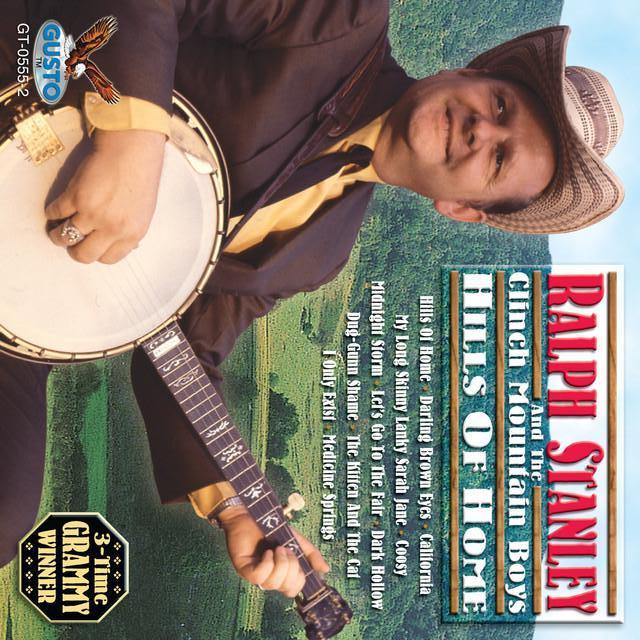 RALPH STANLEY
And The
Clinch Mountain Boys
HILLS OF HOME
Hills Of Home • Darling Brown Eyes • California
My Long Skinny Lanky Sarah Jane • Coosy
Midnight Storm • Let's Go To The Fair • Dark Hollow
Dug-Gunn Shame • The Kitten And The Cat
I Only Exist • Medicine Springs
GUSTO
TM
GT-0555-2
3-Time
GRAMMY
WINNER